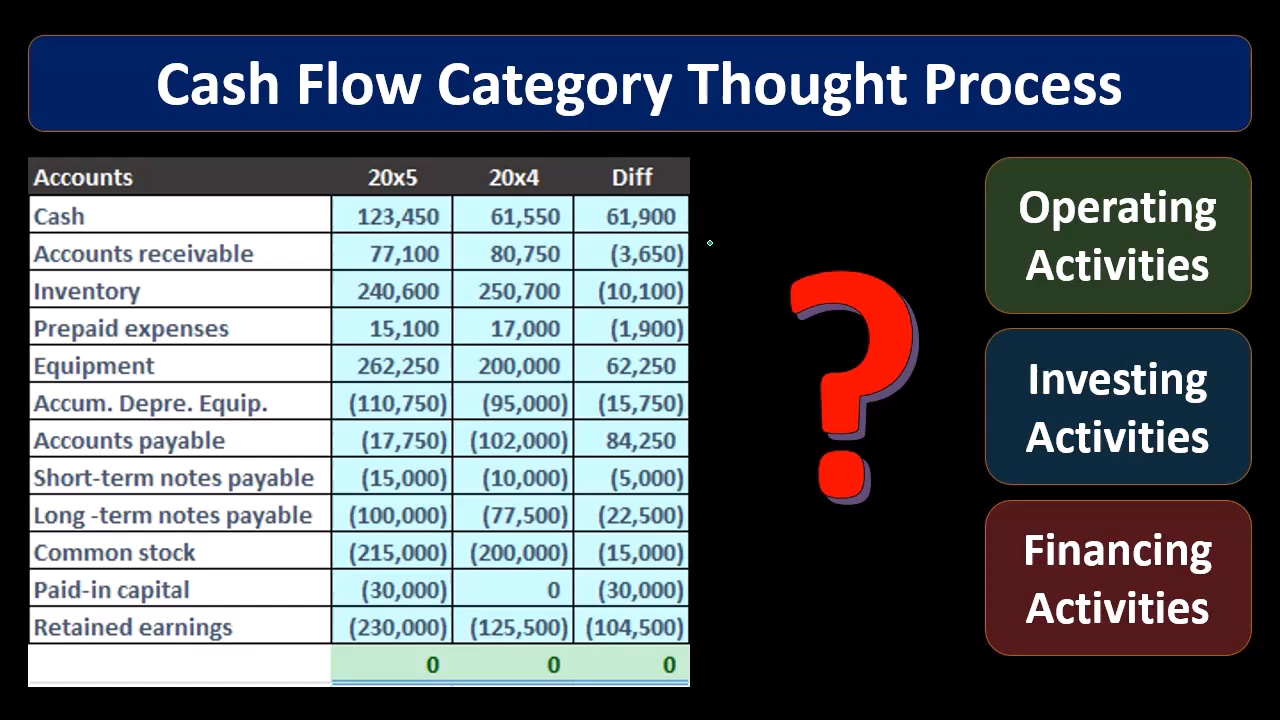 Cash Flow Category Thought Process
Accounts 20x5 20x4 Diff
Cash 123,450 61,550 61,900
Accounts receivable 77,100 80,750 (3,650)
Inventory 240,600 250,700 (10,100)
Prepaid expenses 15,100 17,000 (1,900)
Equipment 262,250 200,000 62,250
Accum. Depre. Equip. (110,750) (95,000) (15,750)
Accounts payable (17,750) (102,000) 84,250
Short-term notes payable (15,000) (10,000) (5,000)
Long -term notes payable (100,000) (77,500) (22,500)
Common stock (215,000) (200,000) (15,000)
Paid-in capital (30,000) 0 (30,000)
Retained earnings (230,000) (125,500) (104,500)
0 0 0
?
Operating
Activities
Investing
Activities
Financing
Activities